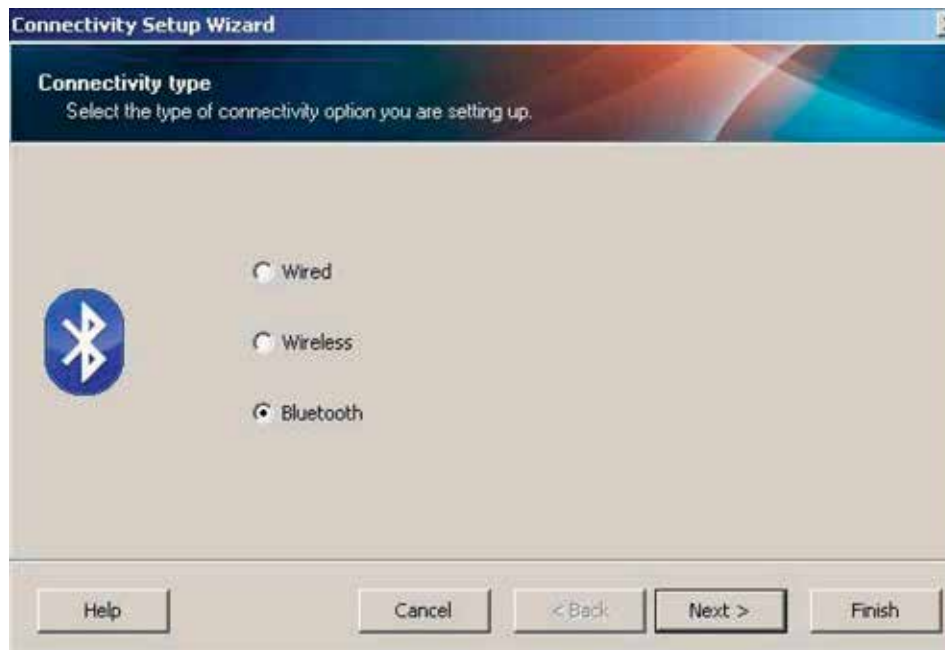 Connectivity Setup Wizard
Connectivity type
Select the type of connectivity option you are setting up.
Wired
Wireless
Bluetooth
Help Cancel < Back Next > Finish